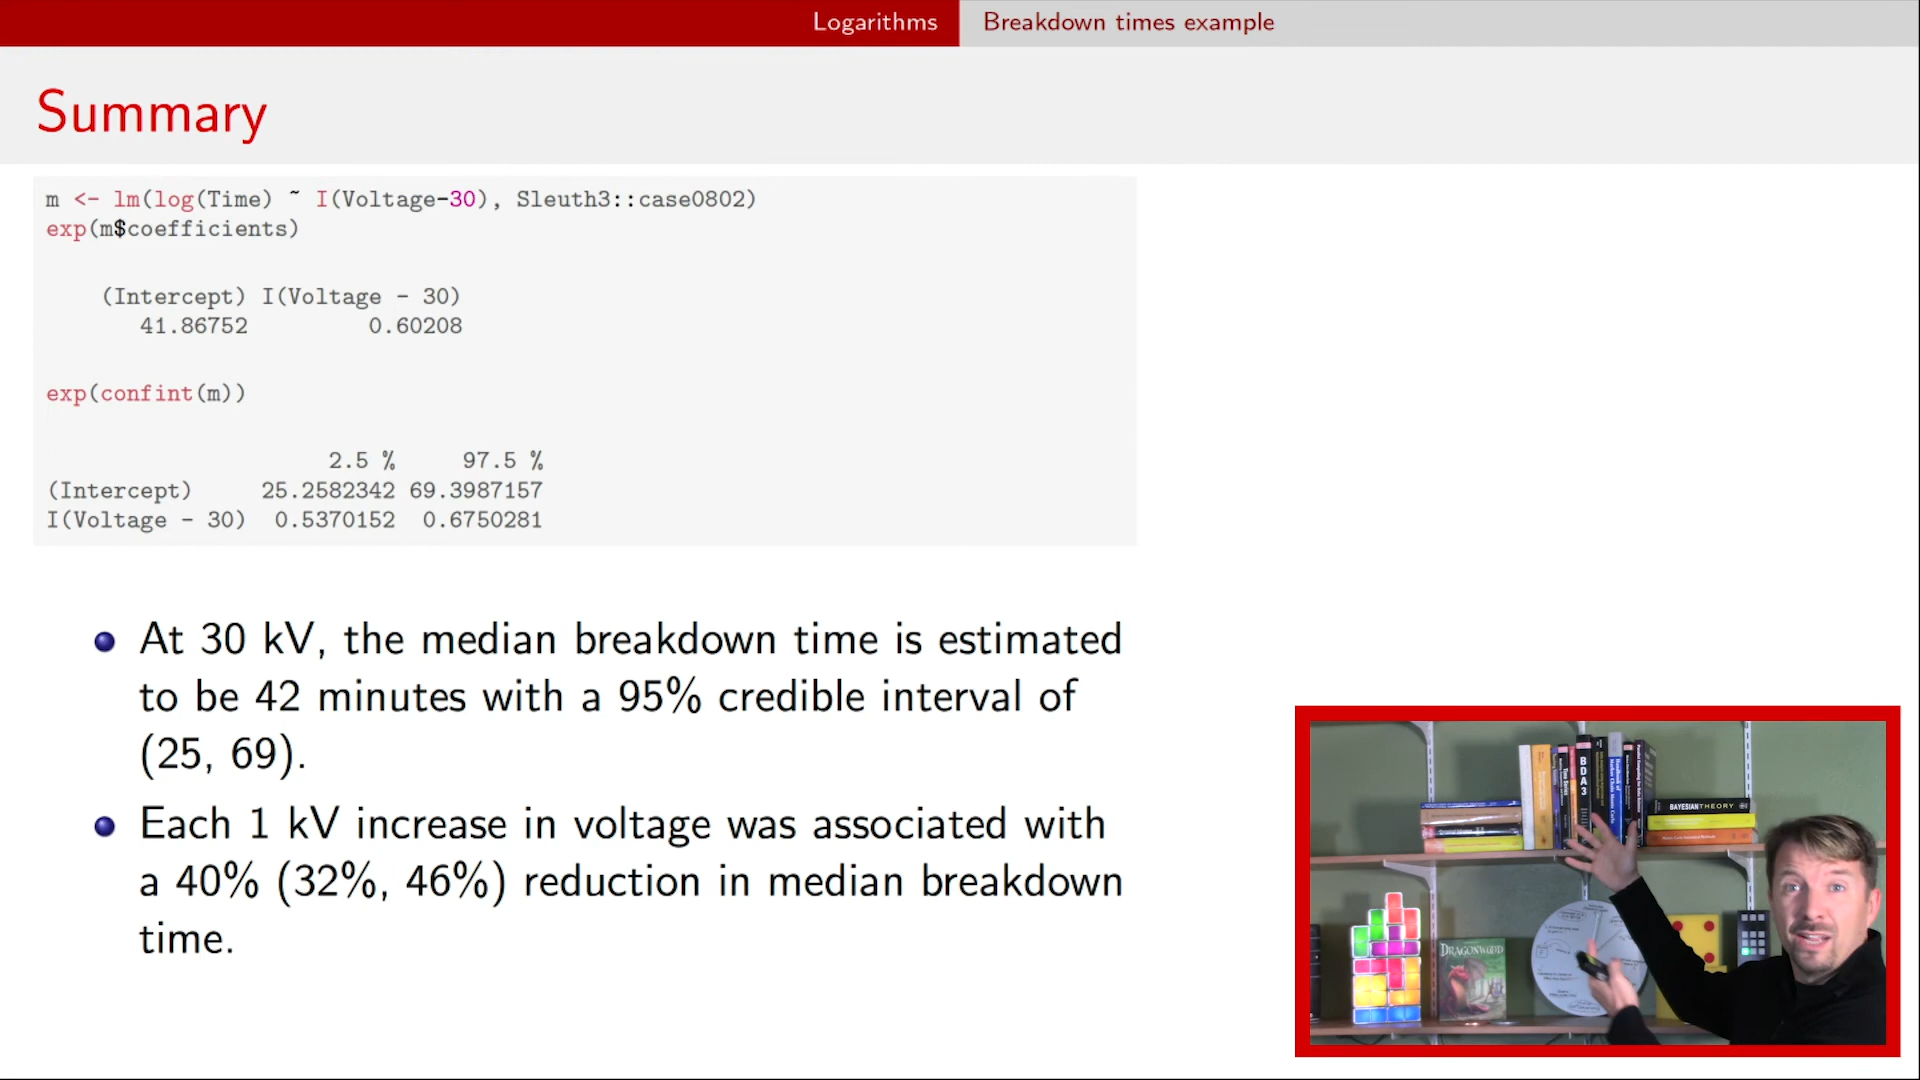 Logarithms
Breakdown times example
Summary
m <- lm(log(Time) ~ I(Voltage-30), Sleuth3::case0802)
exp(m$coefficients)
(Intercept) I(Voltage - 30)
41.86752 0.60208
exp(confint(m))
2.5 % 97.5 %
(Intercept) 25.2582342 69.3987157
I(Voltage - 30) 0.5370152 0.6750281
At 30 kV, the median breakdown time is estimated
to be 42 minutes with a 95% credible interval of
(25, 69).
Each 1 kV increase in voltage was associated with
a 40% (32%, 46%) reduction in median breakdown
time.
BDA3
BAYESIAN THEORY
DRAGONWOOD